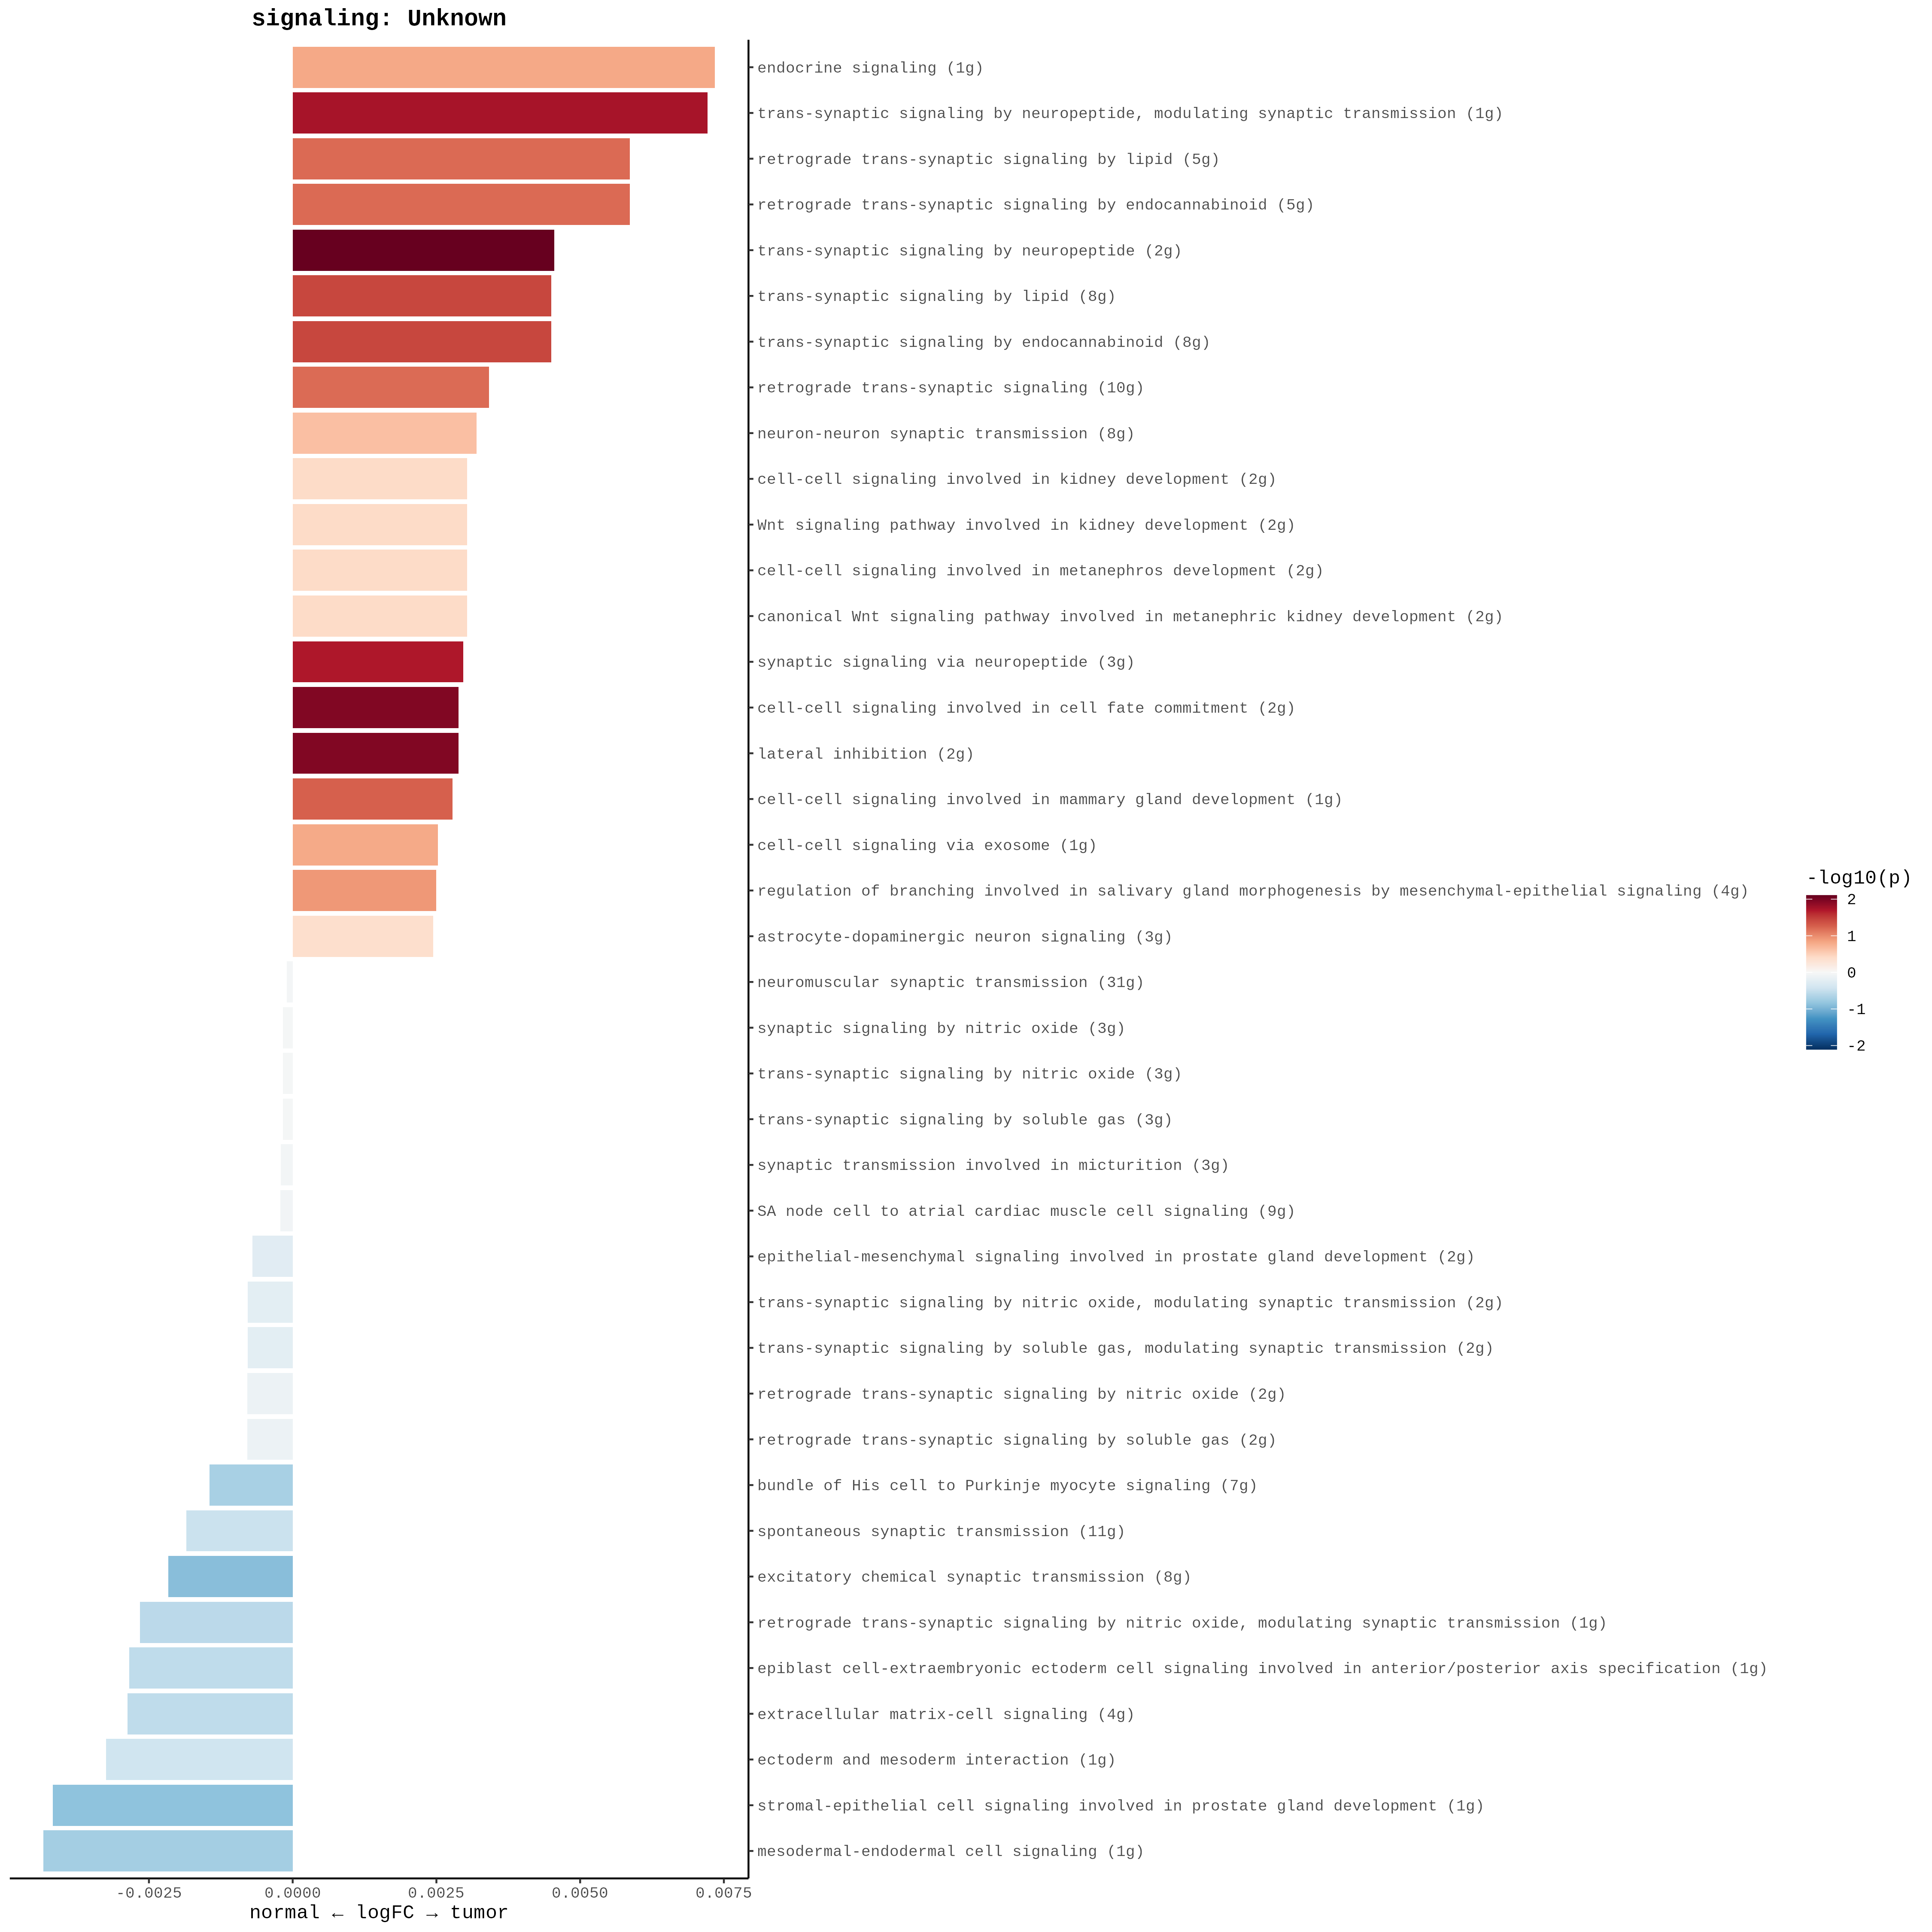 signaling: Unknown
endocrine signaling (1g)
trans-synaptic signaling by neuropeptide, modulating synaptic transmission (1g)
retrograde trans-synaptic signaling by lipid (5g)
retrograde trans-synaptic signaling by endocannabinoid (5g)
trans-synaptic signaling by neuropeptide (2g)
trans-synaptic signaling by lipid (8g)
trans-synaptic signaling by endocannabinoid (8g)
retrograde trans-synaptic signaling (10g)
neuron-neuron synaptic transmission (8g)
cell-cell signaling involved in kidney development (2g)
Wnt signaling pathway involved in kidney development (2g)
cell-cell signaling involved in metanephros development (2g)
canonical Wnt signaling pathway involved in metanephric kidney development (2g)
synaptic signaling via neuropeptide (3g)
cell-cell signaling involved in cell fate commitment (2g)
lateral inhibition (2g)
cell-cell signaling involved in mammary gland development (1g)
cell-cell signaling via exosome (1g)
regulation of branching involved in salivary gland morphogenesis by mesenchymal-epithelial signaling (4g)
astrocyte-dopaminergic neuron signaling (3g)
neuromuscular synaptic transmission (31g)
synaptic signaling by nitric oxide (3g)
trans-synaptic signaling by nitric oxide (3g)
trans-synaptic signaling by soluble gas (3g)
synaptic transmission involved in micturition (3g)
SA node cell to atrial cardiac muscle cell signaling (9g)
epithelial-mesenchymal signaling involved in prostate gland development (2g)
trans-synaptic signaling by nitric oxide, modulating synaptic transmission (2g)
trans-synaptic signaling by soluble gas, modulating synaptic transmission (2g)
retrograde trans-synaptic signaling by nitric oxide (2g)
retrograde trans-synaptic signaling by soluble gas (2g)
bundle of His cell to Purkinje myocyte signaling (7g)
spontaneous synaptic transmission (11g)
excitatory chemical synaptic transmission (8g)
retrograde trans-synaptic signaling by nitric oxide, modulating synaptic transmission (1g)
epiblast cell-extraembryonic ectoderm cell signaling involved in anterior/posterior axis specification (1g)
extracellular matrix-cell signaling (4g)
ectoderm and mesoderm interaction (1g)
stromal-epithelial cell signaling involved in prostate gland development (1g)
mesodermal-endodermal cell signaling (1g)
-0.0025 0.0000 0.0025 0.0050 0.0075
normal ← logFC → tumor
-log10(p)
2
1
0
-1
-2